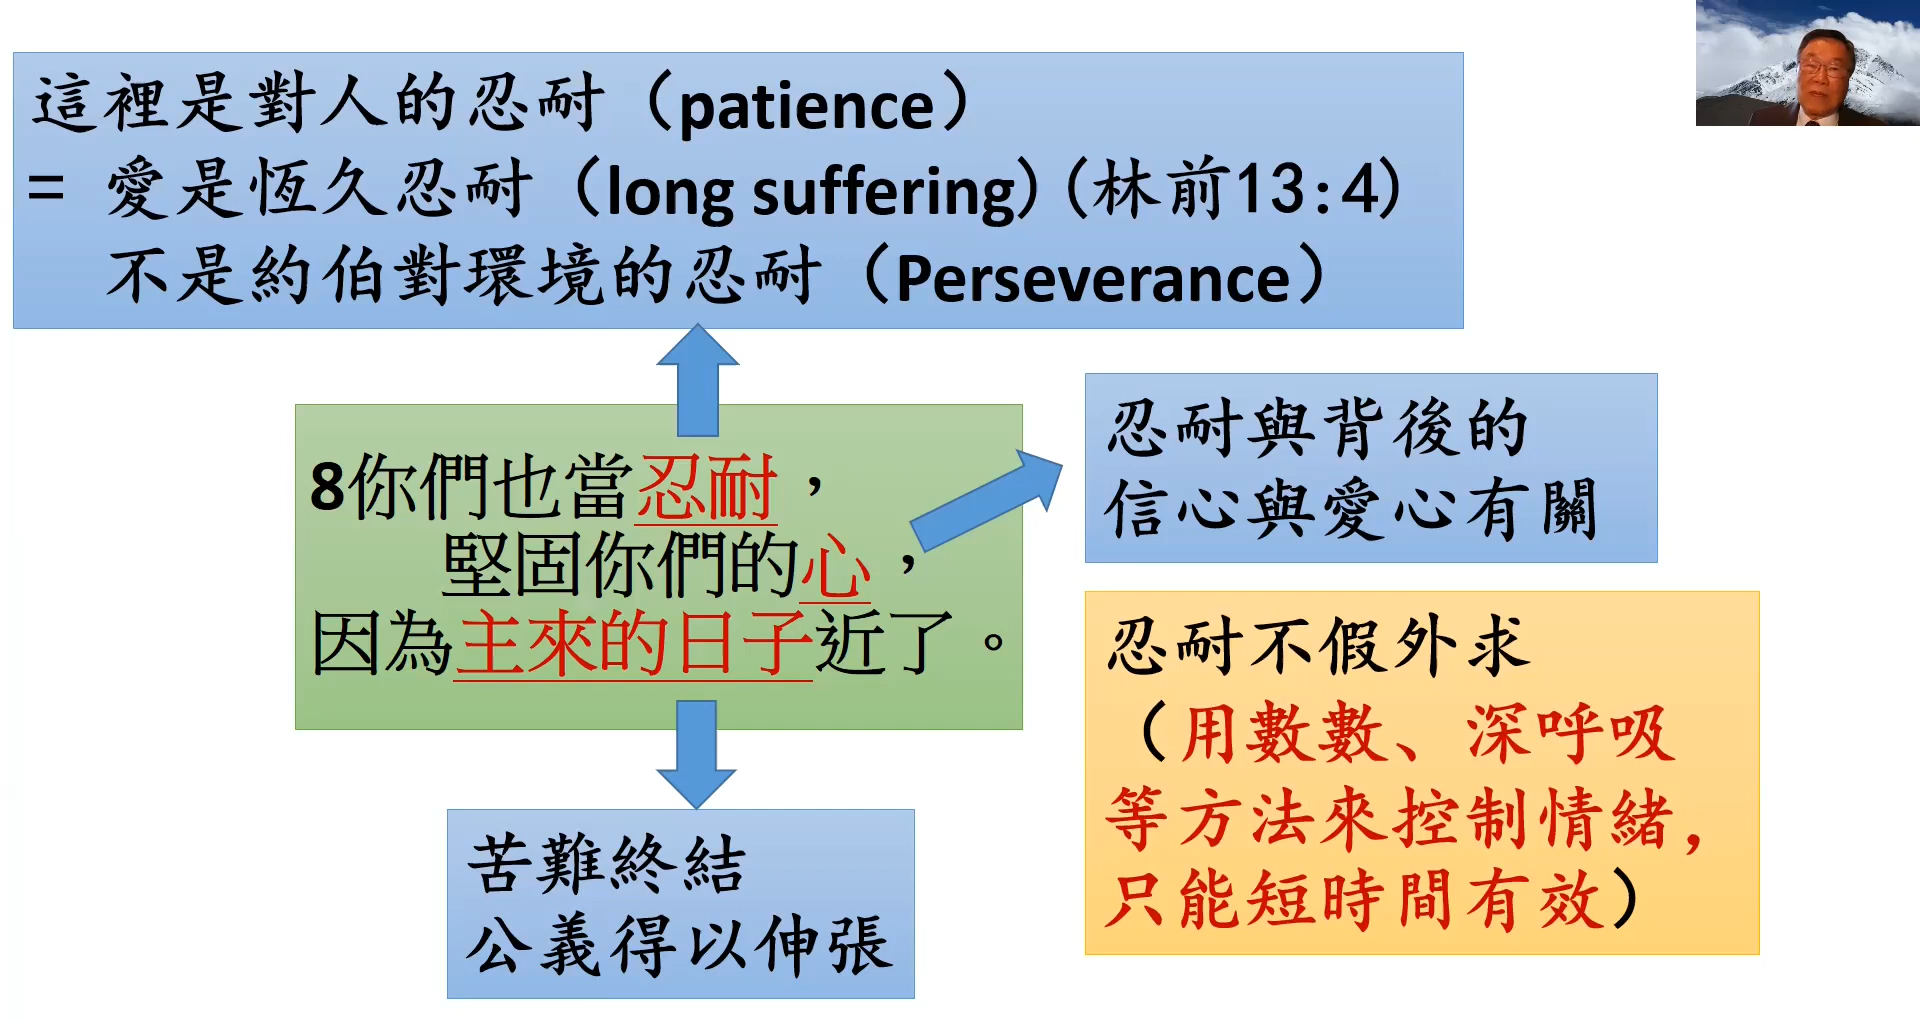 這裡是對人的忍耐（patience）
= 愛是恆久忍耐（long suffering)(林前13:4)
不是約伯對環境的忍耐（Perseverance）
8你們也當忍耐，
堅固你們的心，
因為主來的日子近了。
忍耐與背後的
信心與愛心有關
忍耐不假外求
（用數數、深呼吸
等方法來控制情緒，
只能短時間有效）
苦難終結
公義得以伸張